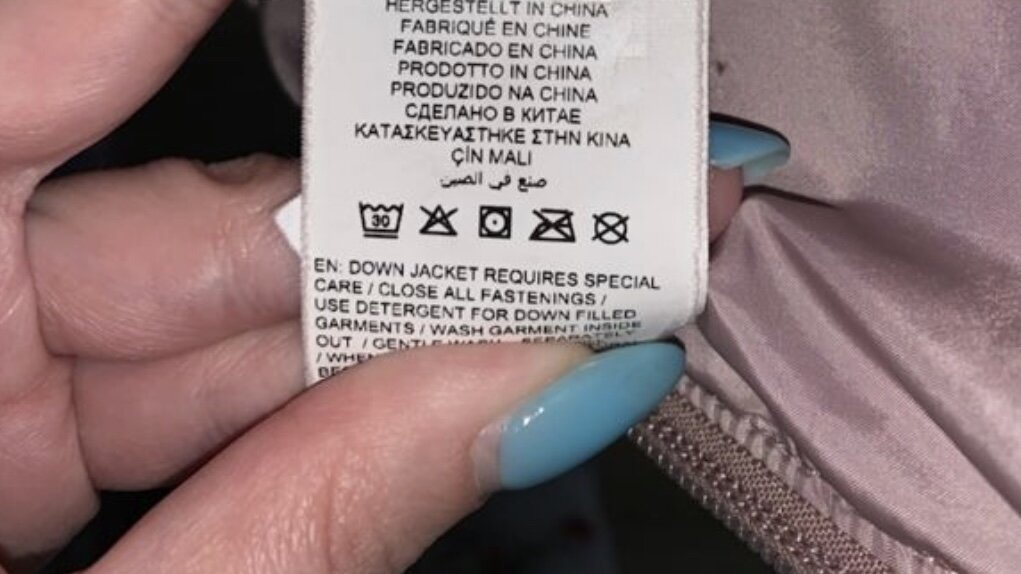 HERGESTELLT IN CHINA
FABRIQUÉ EN CHINE
FABRICADO EN CHINA
PRODOTTO IN CHINA
PRODUZIDO NA CHINA
СДЕЛАНО В КИТАЕ
ΚΑΤΑΣΚΕΥΑΣΤΗΚΕ ΣΤΗΝ ΚΙΝΑ
ÇİN MALI
صنع في الصين
30
EN: DOWN JACKET REQUIRES SPECIAL
CARE / CLOSE ALL FASTENINGS /
USE DETERGENT FOR DOWN FILLED
GARMENTS / WASH GARMENT INSIDE
OUT / GENTLE WASH SEPARATELY
/ WHEN